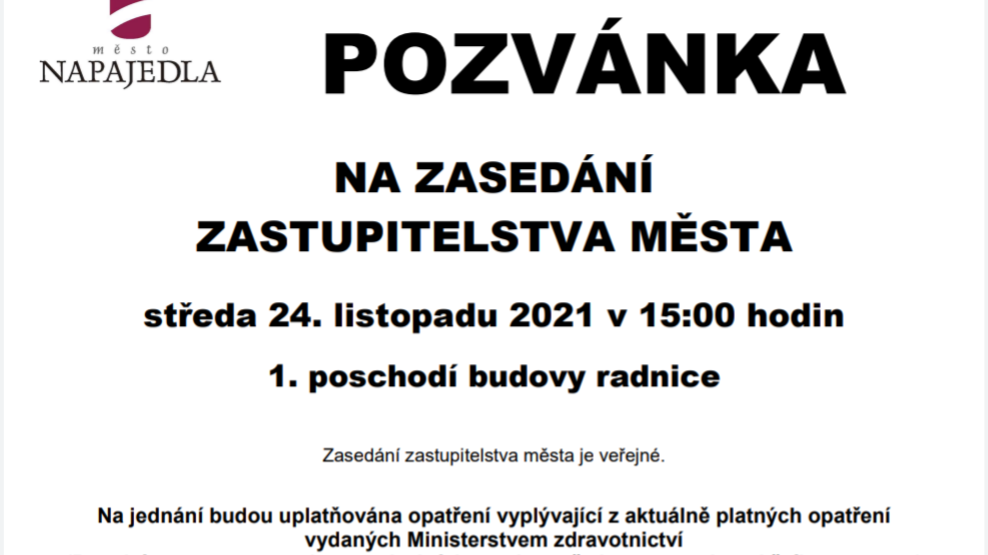 město
NAPAJEDLA
POZVÁNKA
NA ZASEDÁNÍ
ZASTUPITELSTVA MĚSTA
středa 24. listopadu 2021 v 15:00 hodin
1. poschodí budovy radnice
Zasedání zastupitelstva města je veřejné.
Na jednání budou uplatňována opatření vyplývající z aktuálně platných opatření
vydaných Ministerstvem zdravotnictví